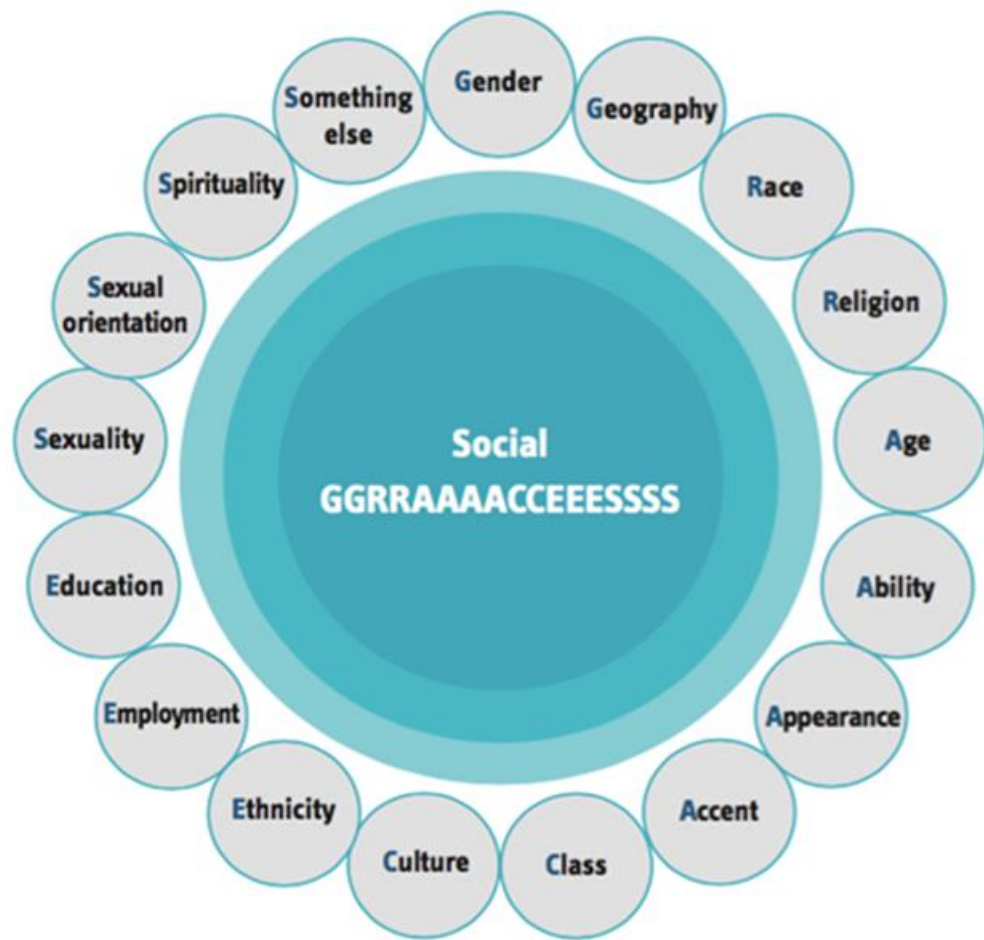 Gender
Geography
Race
Religion
Age
Ability
Appearance
Accent
Class
Culture
Ethnicity
Employment
Education
Sexuality
Sexual
orientation
Spirituality
Something
else
Social
GGRRAAAACCEEESSSS